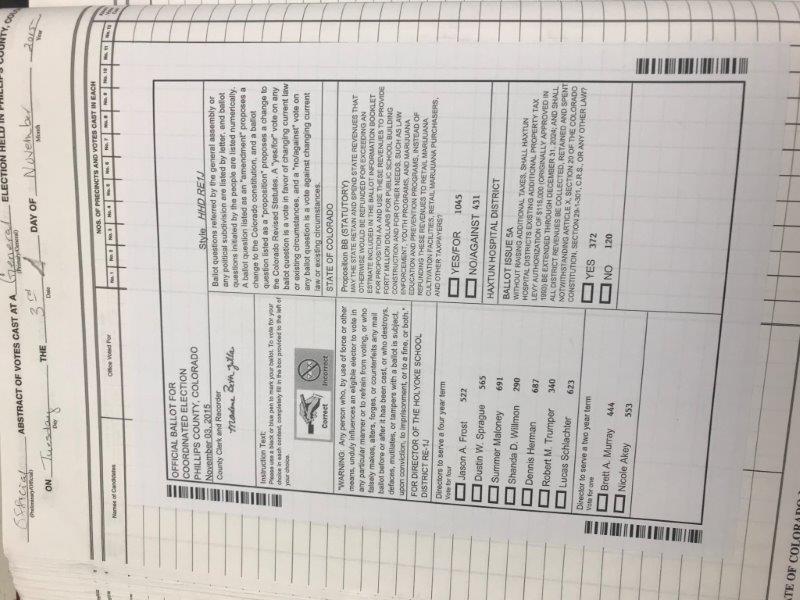 Official ABSTRACT OF VOTES CAST AT A General ELECTION HELD IN PHILLIPS COUNTY, CO
(Preliminary/Official) (Primary/General)
ON Tuesday THE 3rd DAY OF November 2015
Day Date Month Year
NOS. OF PRECINCTS AND VOTES CAST IN EACH
Names of Candidates Office Voted For No. 1 No. 2 No. 3 No. 4 No. 5 No. 6 No. 7 No. 8 No. 9 No. 10 No. 11 No. 12
OFFICIAL BALLOT FOR
COORDINATED ELECTION
PHILLIPS COUNTY, COLORADO
November 03, 2015
County Clerk and Recorder
Instruction Text:
Please use a black or blue pen to mark your ballot. To vote for your
choice in each contest, completely fill in the box provided to the left of
your choice.
Correct Incorrect
"WARNING: Any person who, by use of force or other
means, unduly influences an eligible elector to vote in
any particular manner or to refrain from voting, or who
falsely makes, alters, forges, or counterfeits any mail
ballot before or after it has been cast, or who destroys,
defaces, mutilates, or tampers with a ballot is subject,
upon conviction, to imprisonment, or to a fine, or both."
FOR DIRECTOR OF THE HOLYOKE SCHOOL
DISTRICT RE-1J
Directors to serve a four year term
Vote for four
Jason A. Frost 522
Dustin W. Sprague 565
Summer Maloney 691
Shanda D. Willmon 290
Dennis Herman 687
Robert M. Trumper 340
Lucas Schlachter 623
Director to serve a two year term
Vote for one
Brett A. Murray 444
Nicole Akey 553
Style HHD RE1J
Ballot questions referred by the general assembly or
any political subdivision are listed by letter, and ballot
questions initiated by the people are listed numerically.
A ballot question listed as an "amendment" proposes a
change to the Colorado constitution, and a ballot
question listed as a "proposition" proposes a change to
the Colorado Revised Statutes. A "yes/for" vote on any
ballot question is a vote in favor of changing current law
or existing circumstances, and a "no/against" vote on
any ballot question is a vote against changing current
law or existing circumstances.
STATE OF COLORADO
Proposition BB (STATUTORY)
MAY THE STATE RETAIN AND SPEND STATE REVENUES THAT
OTHERWISE WOULD BE REFUNDED FOR EXCEEDING AN
ESTIMATE INCLUDED IN THE BALLOT INFORMATION BOOKLET
FOR PROPOSITION AA AND USE THESE REVENUES TO PROVIDE
FORTY MILLION DOLLARS FOR PUBLIC SCHOOL BUILDING
CONSTRUCTION AND FOR OTHER NEEDS, SUCH AS LAW
ENFORCEMENT, YOUTH PROGRAMS, AND MARIJUANA
EDUCATION AND PREVENTION PROGRAMS, INSTEAD OF
REFUNDING THESE REVENUES TO RETAIL MARIJUANA
CULTIVATION FACILITIES, RETAIL MARIJUANA PURCHASERS,
AND OTHER TAXPAYERS?
YES/FOR 1045
NO/AGAINST 431
HAXTUN HOSPITAL DISTRICT
BALLOT ISSUE 5A
WITHOUT RAISING ADDITIONAL TAXES, SHALL HAXTUN
HOSPITAL DISTRICTS EXISTING ADDITIONAL PROPERTY TAX
LEVY AUTHORIZATION OF $115,000 (ORIGINALLY APPROVED IN
1993) BE EXTENDED THROUGH DECEMBER 31, 2024; AND SHALL
ALL DISTRICT REVENUES BE COLLECTED, RETAINED AND SPENT
NOTWITHSTANDING ARTICLE X, SECTION 20 OF THE COLORADO
CONSTITUTION, SECTION 29-1-301, C.R.S., OR ANY OTHER LAW?
YES 372
NO 120
ATE OF COLORADO